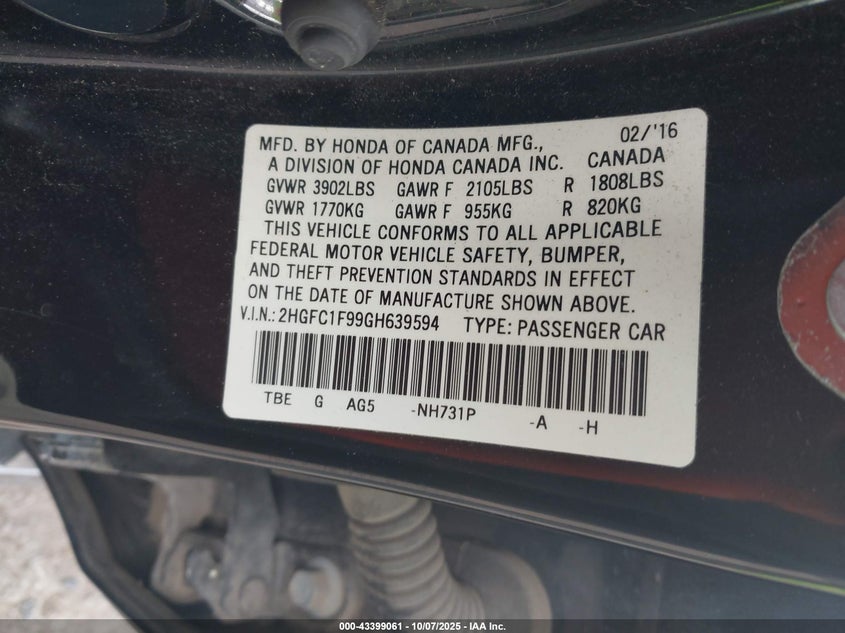 02/'16
MFD. BY HONDA OF CANADA MFG.,
A DIVISION OF HONDA CANADA INC. CANADA
GVWR 3902LBS GAWR F 2105LBS R 1808LBS
GVWR 1770KG GAWR F 955KG R 820KG
THIS VEHICLE CONFORMS TO ALL APPLICABLE
FEDERAL MOTOR VEHICLE SAFETY, BUMPER,
AND THEFT PREVENTION STANDARDS IN EFFECT
ON THE DATE OF MANUFACTURE SHOWN ABOVE.
V.I.N.: 2HGFC1F99GH639594 TYPE: PASSENGER CAR
TBE G AG5 -NH731P -A -H
000-43399061 - 10/07/2025 - IAA Inc.